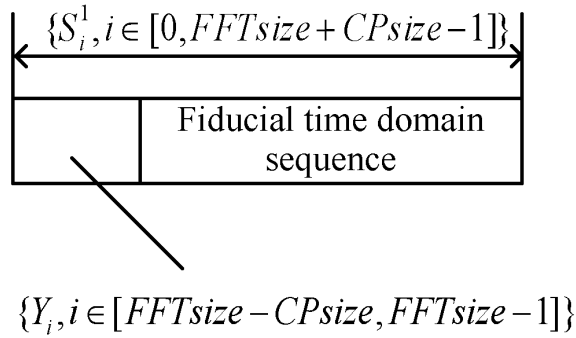 {S_i^1, i ∈ [0, FFTsize + CPsize − 1]}
Fiducial time domain
sequence
{Y_i, i ∈ [FFTsize − CPsize, FFTsize − 1]}